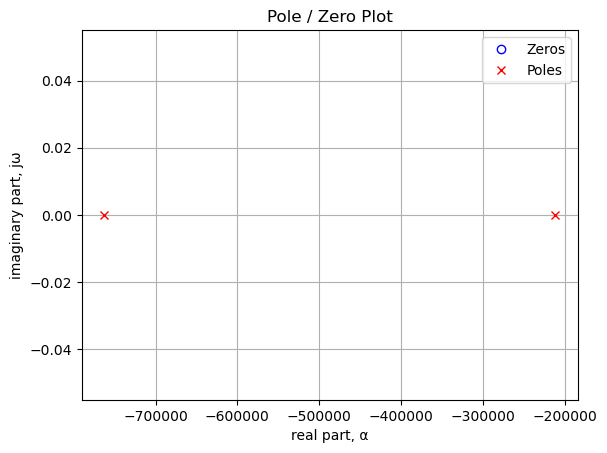 Pole / Zero Plot
Zeros
Poles
imaginary part, jω
0.04
0.02
0.00
−0.02
−0.04
−700000 −600000 −500000 −400000 −300000 −200000
real part, α